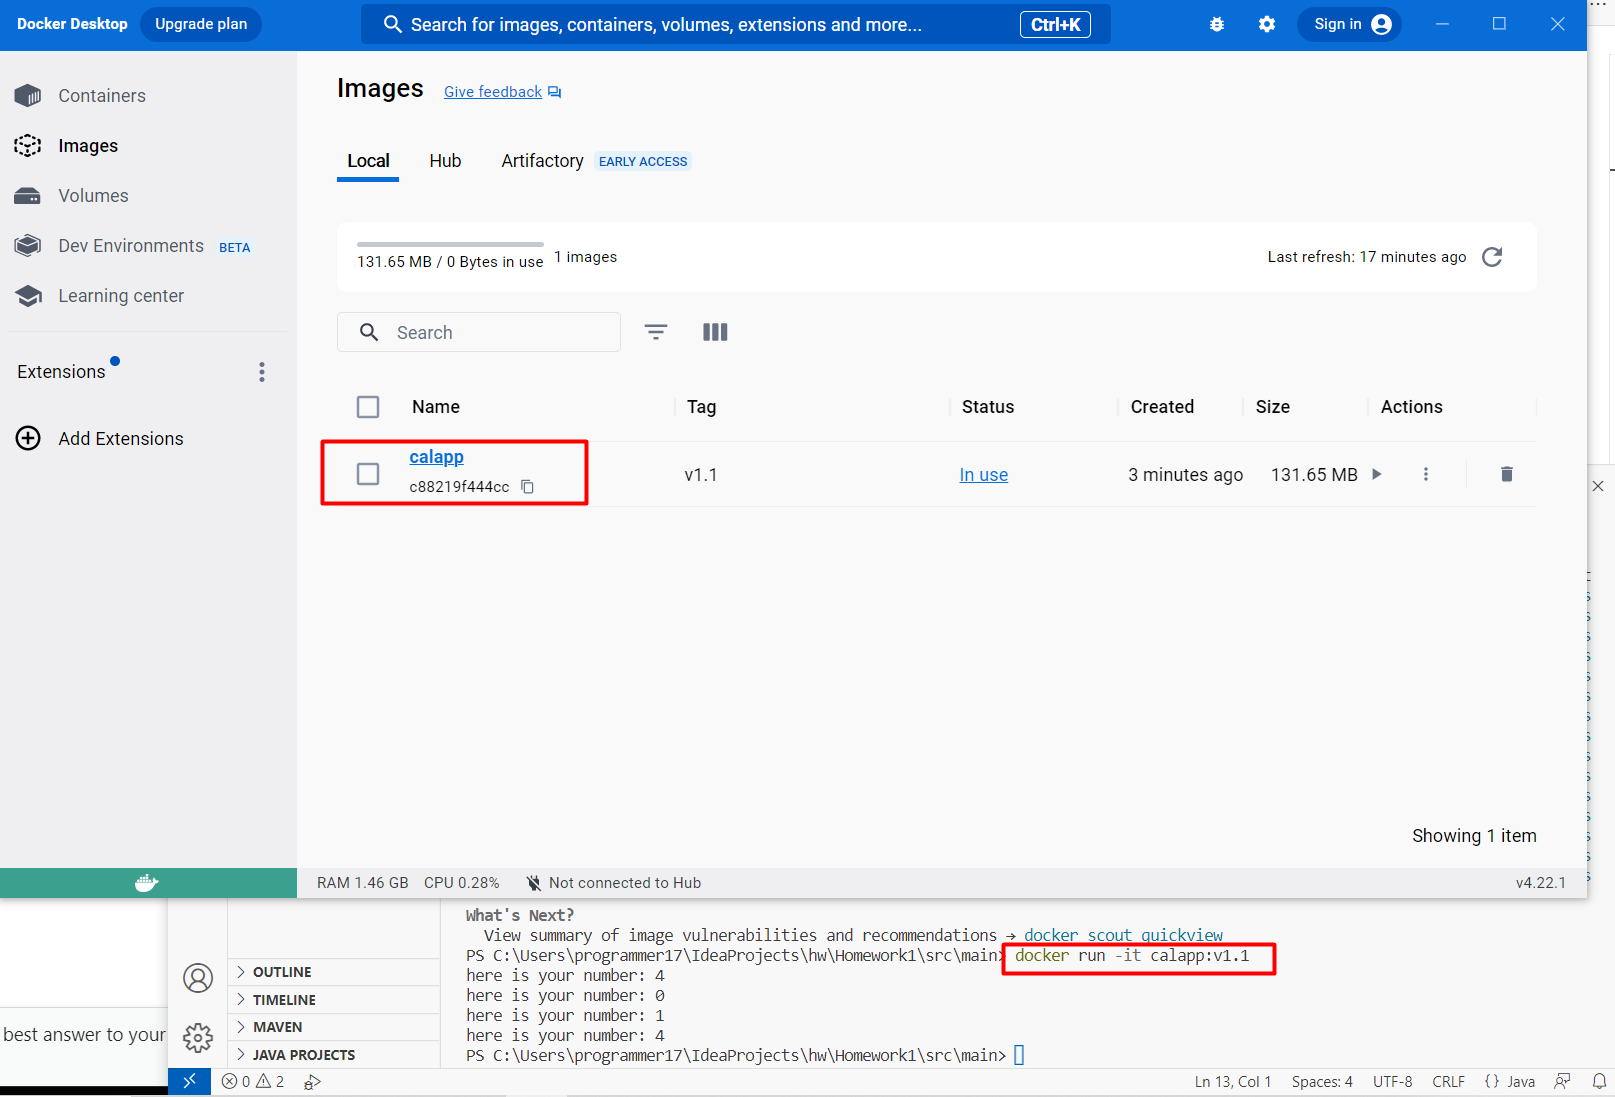 Docker Desktop Upgrade plan Search for images, containers, volumes, extensions and more... Ctrl+K Sign in
Containers
Images
Volumes
Dev Environments BETA
Learning center
Extensions
Add Extensions
Images Give feedback
Local Hub Artifactory EARLY ACCESS
131.65 MB / 0 Bytes in use 1 images Last refresh: 17 minutes ago
Search
Name Tag Status Created Size Actions
calapp
c88219f444cc
v1.1 In use 3 minutes ago 131.65 MB
Showing 1 item
RAM 1.46 GB CPU 0.28% Not connected to Hub v4.22.1
What's Next?
View summary of image vulnerabilities and recommendations → docker scout quickview
PS C:\Users\programmer17\IdeaProjects\hw\Homework1\src\main> docker run -it calapp:v1.1
here is your number: 4
here is your number: 0
here is your number: 1
here is your number: 4
PS C:\Users\programmer17\IdeaProjects\hw\Homework1\src\main>
OUTLINE
TIMELINE
MAVEN
JAVA PROJECTS
best answer to your
0 2 Ln 13, Col 1 Spaces: 4 UTF-8 CRLF {} Java